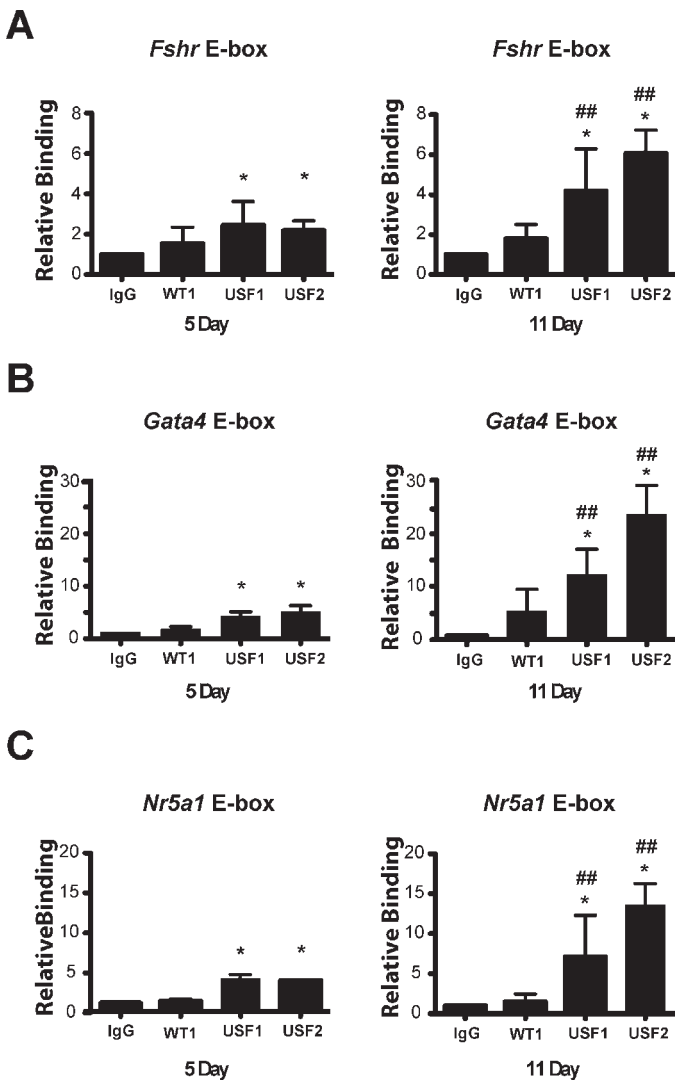 A
Fshr E-box
Fshr E-box
Relative Binding
8
6
4
2
0
* *
IgG WT1 USF1 USF2
5 Day
Relative Binding
8
6
4
2
0
## ##
* *
IgG WT1 USF1 USF2
11 Day
B
Gata4 E-box
Gata4 E-box
Relative Binding
30
20
10
0
* *
IgG WT1 USF1 USF2
5 Day
Relative Binding
30
20
10
0
## ##
* *
IgG WT1 USF1 USF2
11 Day
C
Nr5a1 E-box
Nr5a1 E-box
RelativeBinding
20
15
10
5
0
* *
IgG WT1 USF1 USF2
5 Day
Relative Binding
20
15
10
5
0
## ##
* *
IgG WT1 USF1 USF2
11 Day